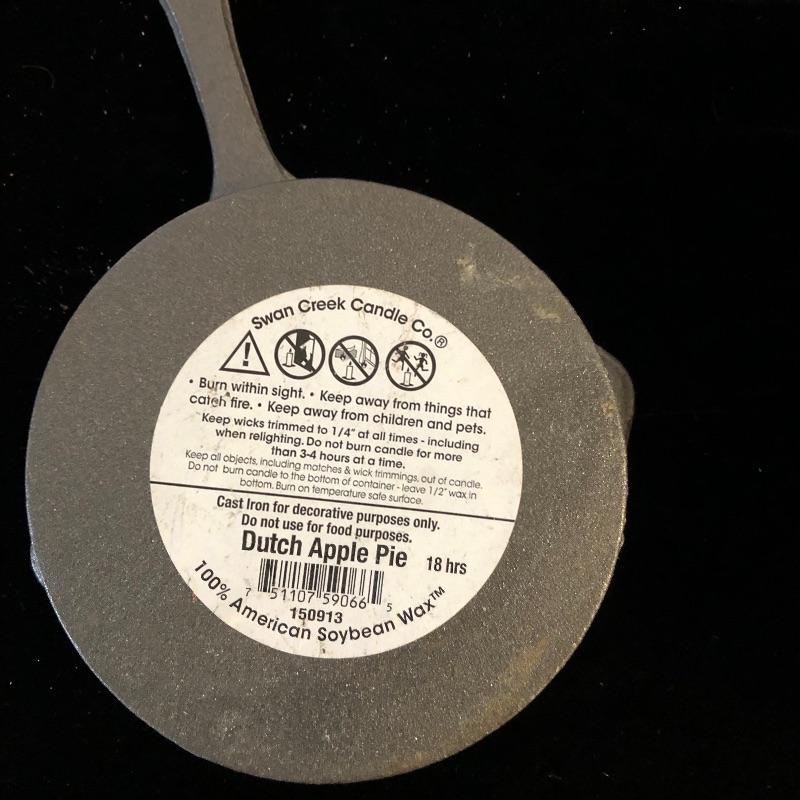 Swan Creek Candle Co.®
• Burn within sight. • Keep away from things that
catch fire. • Keep away from children and pets.
Keep wicks trimmed to 1/4" at all times - including
when relighting. Do not burn candle for more
than 3-4 hours at a time.
Keep all objects, including matches & wick trimmings, out of candle.
Do not burn candle to the bottom of container - leave 1/2" wax in
bottom. Burn on temperature safe surface.
Cast Iron for decorative purposes only.
Do not use for food purposes.
Dutch Apple Pie 18 hrs
7 51107 59066 5
150913
100% American Soybean Wax™